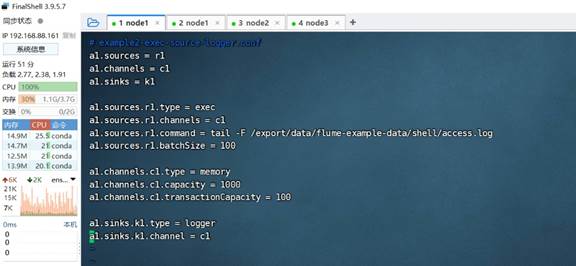 FinalShell 3.9.5.7
同步状态
IP 192.168.88.161 复制
系统信息
运行 51 分
负载 2.77, 2.38, 1.91
CPU 100%
内存 30% 1.1G/3.7G
交换 0% 0/2G
内存 CPU 命令
14.9M 25.5 conda
14.7M 21 conda
12.5M 21 conda
13.9M 20.1 conda
6K 2K ens...
21K
15K
7K
0ms 本机
0
0
0
1 node1
2 node1
3 node2
4 node3
+
# example2-exec-source-logger.conf
a1.sources = r1
a1.channels = c1
a1.sinks = k1
a1.sources.r1.type = exec
a1.sources.r1.channels = c1
a1.sources.r1.command = tail -F /export/data/flume-example-data/shell/access.log
a1.sources.r1.batchSize = 100
a1.channels.c1.type = memory
a1.channels.c1.capacity = 1000
a1.channels.c1.transactionCapacity = 100
a1.sinks.k1.type = logger
a1.sinks.k1.channel = c1
~